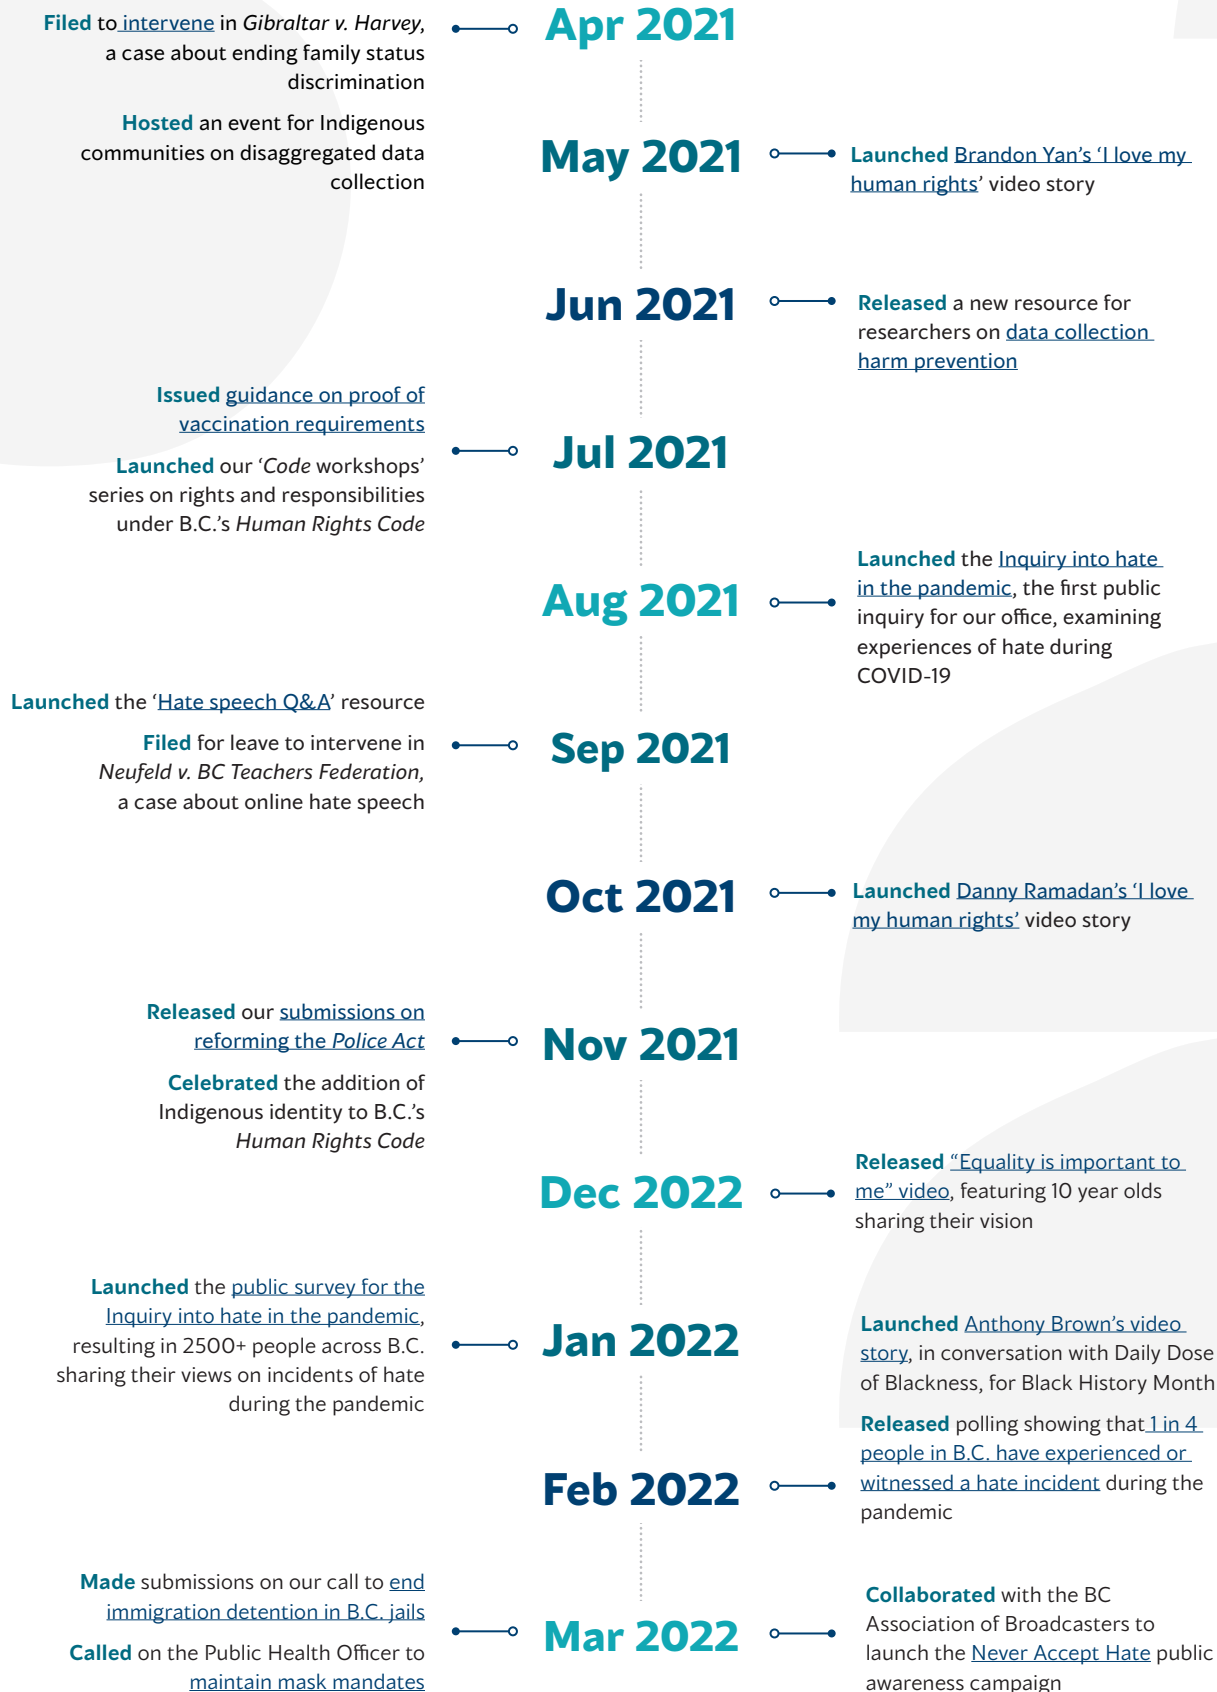 Apr 2021
Filed to intervene in Gibraltar v. Harvey,
a case about ending family status
discrimination
Hosted an event for Indigenous
communities on disaggregated data
collection
May 2021
Launched Brandon Yan's ‘I love my
human rights’ video story
Jun 2021
Released a new resource for
researchers on data collection
harm prevention
Jul 2021
Issued guidance on proof of
vaccination requirements
Launched our ‘Code workshops’
series on rights and responsibilities
under B.C.'s Human Rights Code
Aug 2021
Launched the Inquiry into hate
in the pandemic, the first public
inquiry for our office, examining
experiences of hate during
COVID-19
Sep 2021
Launched the ‘Hate speech Q&A’ resource
Filed for leave to intervene in
Neufeld v. BC Teachers Federation,
a case about online hate speech
Oct 2021
Launched Danny Ramadan's ‘I love
my human rights’ video story
Nov 2021
Released our submissions on
reforming the Police Act
Celebrated the addition of
Indigenous identity to B.C.'s
Human Rights Code
Dec 2022
Released “Equality is important to
me” video, featuring 10 year olds
sharing their vision
Jan 2022
Launched the public survey for the
Inquiry into hate in the pandemic,
resulting in 2500+ people across B.C.
sharing their views on incidents of hate
during the pandemic
Feb 2022
Launched Anthony Brown's video
story, in conversation with Daily Dose
of Blackness, for Black History Month
Released polling showing that 1 in 4
people in B.C. have experienced or
witnessed a hate incident during the
pandemic
Mar 2022
Made submissions on our call to end
immigration detention in B.C. jails
Called on the Public Health Officer to
maintain mask mandates
Collaborated with the BC
Association of Broadcasters to
launch the Never Accept Hate public
awareness campaign